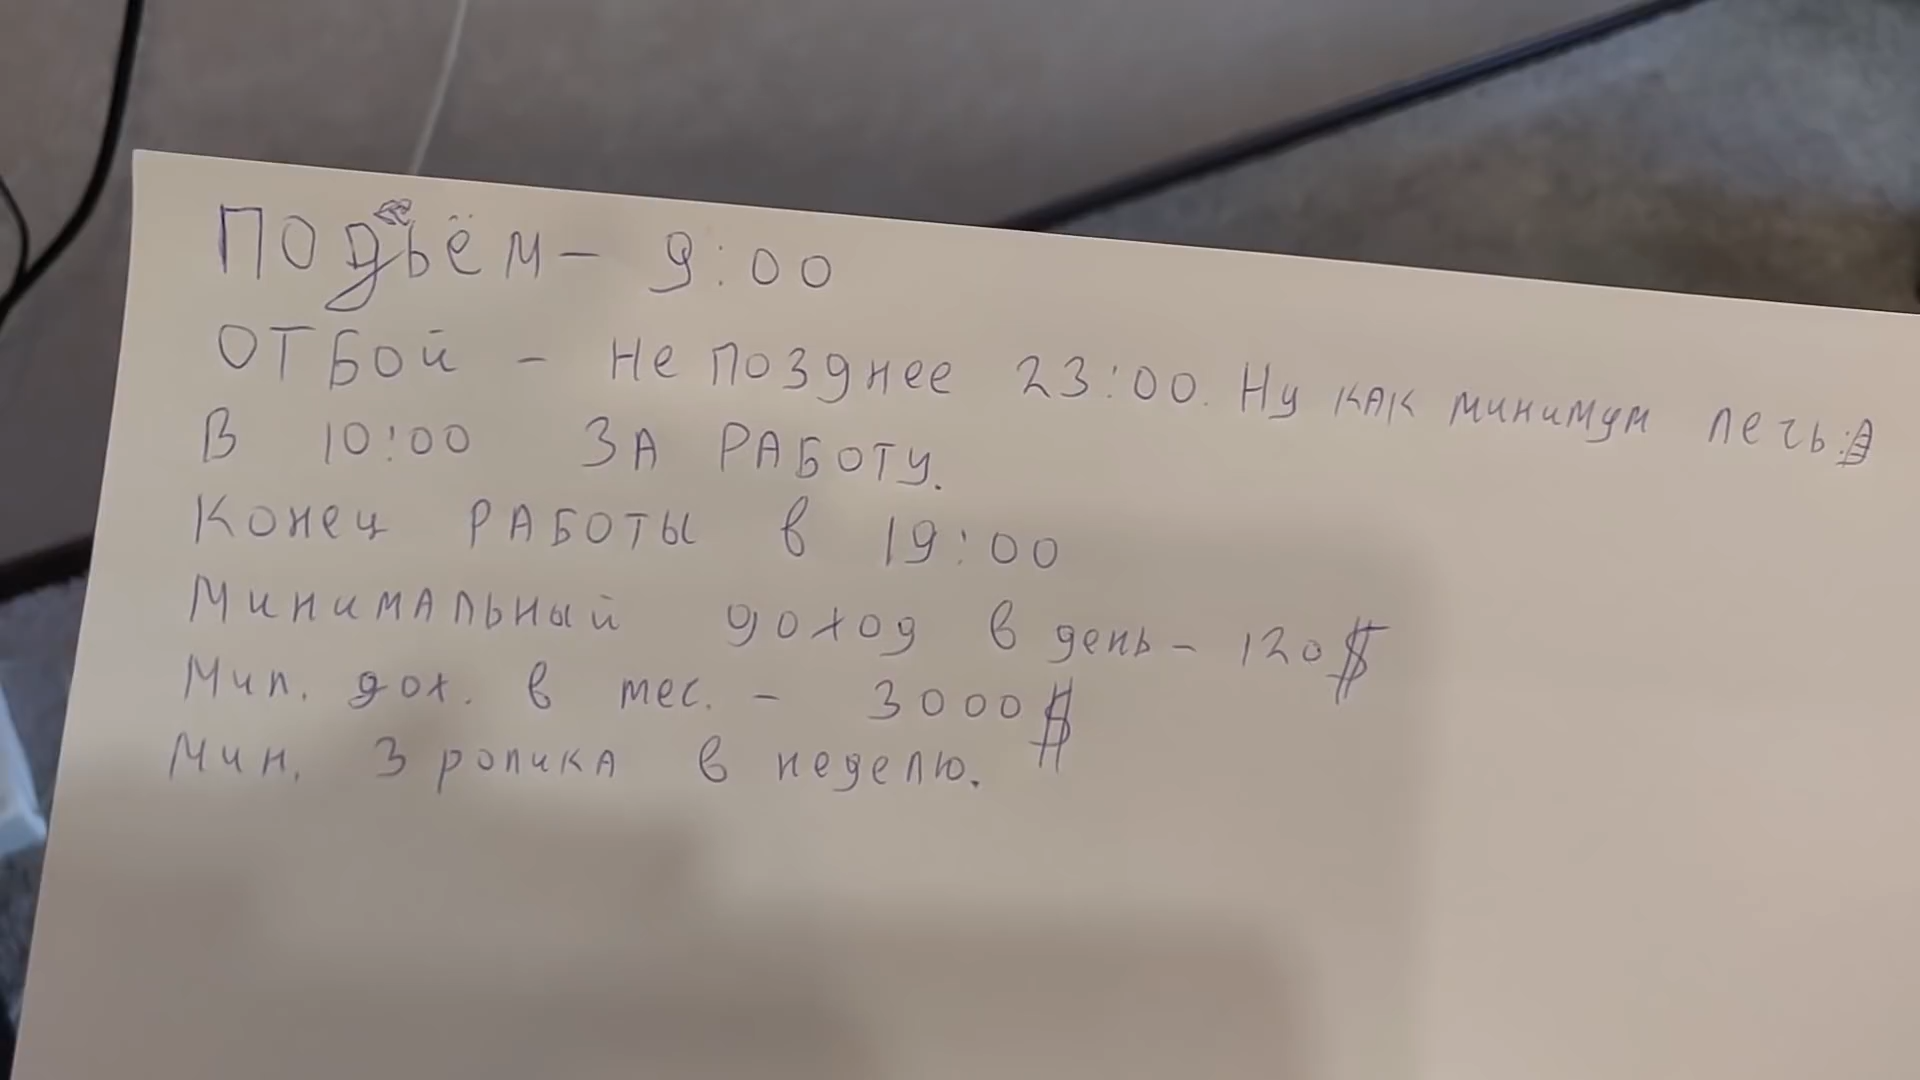 ПОДЪЁМ - 9:00
ОТБОЙ - Не позднее 23:00. Ну как минимум лечь :D
В 10:00 ЗА РАБОТУ.
Конец РАБОТЫ в 19:00
Минимальный доход в день - 120$
Мин. дох. в мес. - 3000$
Мин. 3 ролика в неделю.